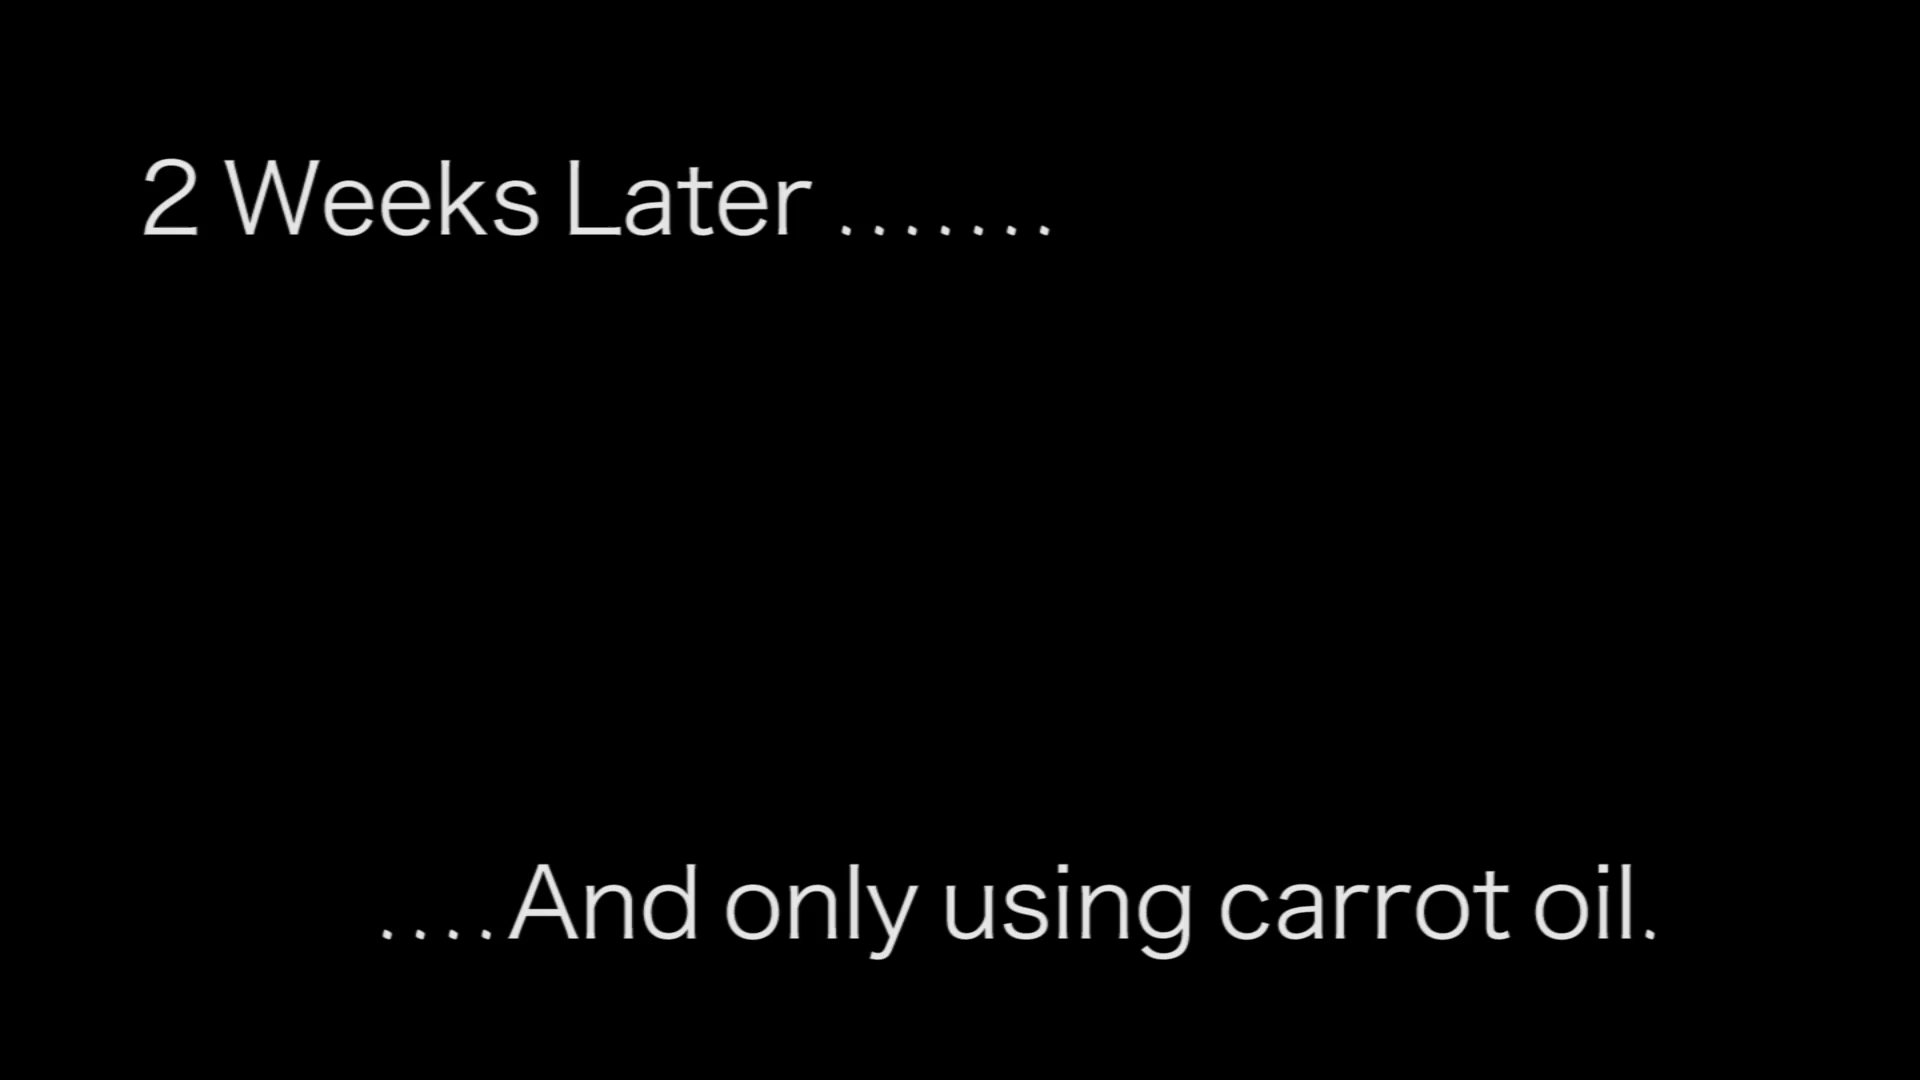 2 Weeks Later .......
....And only using carrot oil.